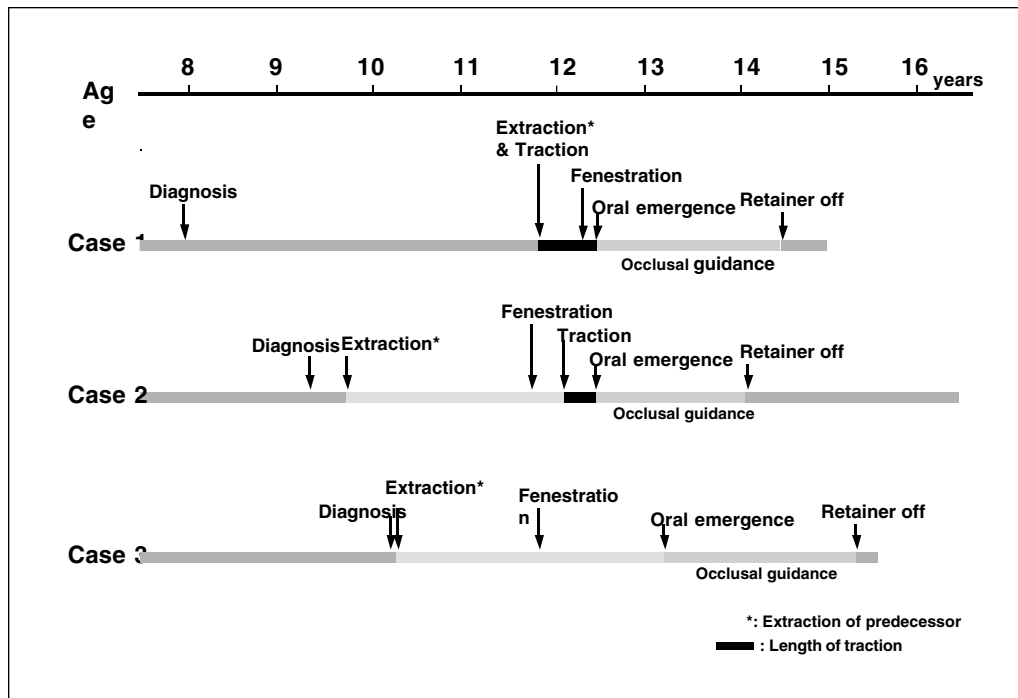 8 9 10 11 12 13 14 15 16 years
Ag
e
Extraction*
& Traction
Fenestration
Diagnosis
Oral emergence
Retainer off
Case 1
Occlusal guidance
Fenestration
Traction
Diagnosis Extraction*
Oral emergence
Retainer off
Case 2
Occlusal guidance
Extraction*
Fenestratio
n
Diagnosis
Oral emergence
Retainer off
Case 3
Occlusal guidance
*: Extraction of predecessor
: Length of traction